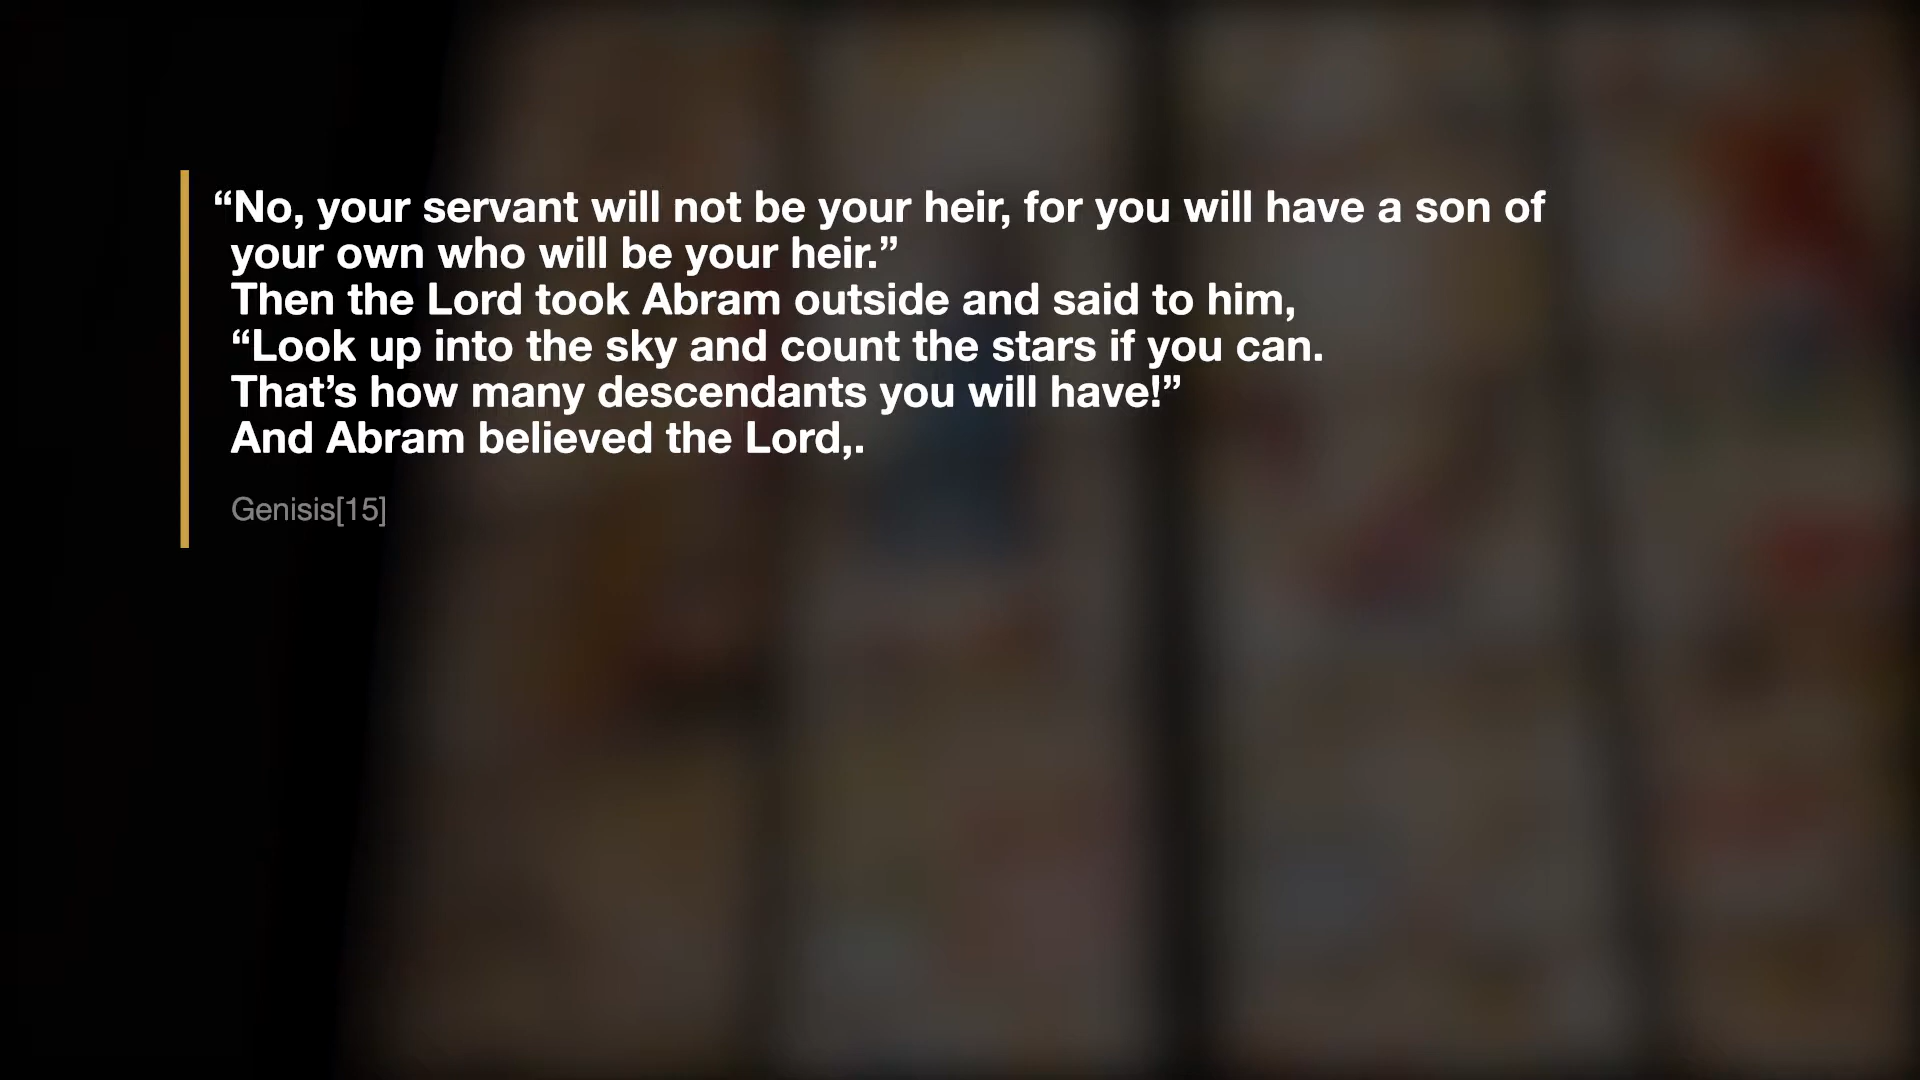 “No, your servant will not be your heir, for you will have a son of
your own who will be your heir.”
Then the Lord took Abram outside and said to him,
“Look up into the sky and count the stars if you can.
That’s how many descendants you will have!”
And Abram believed the Lord,.
Genisis[15]